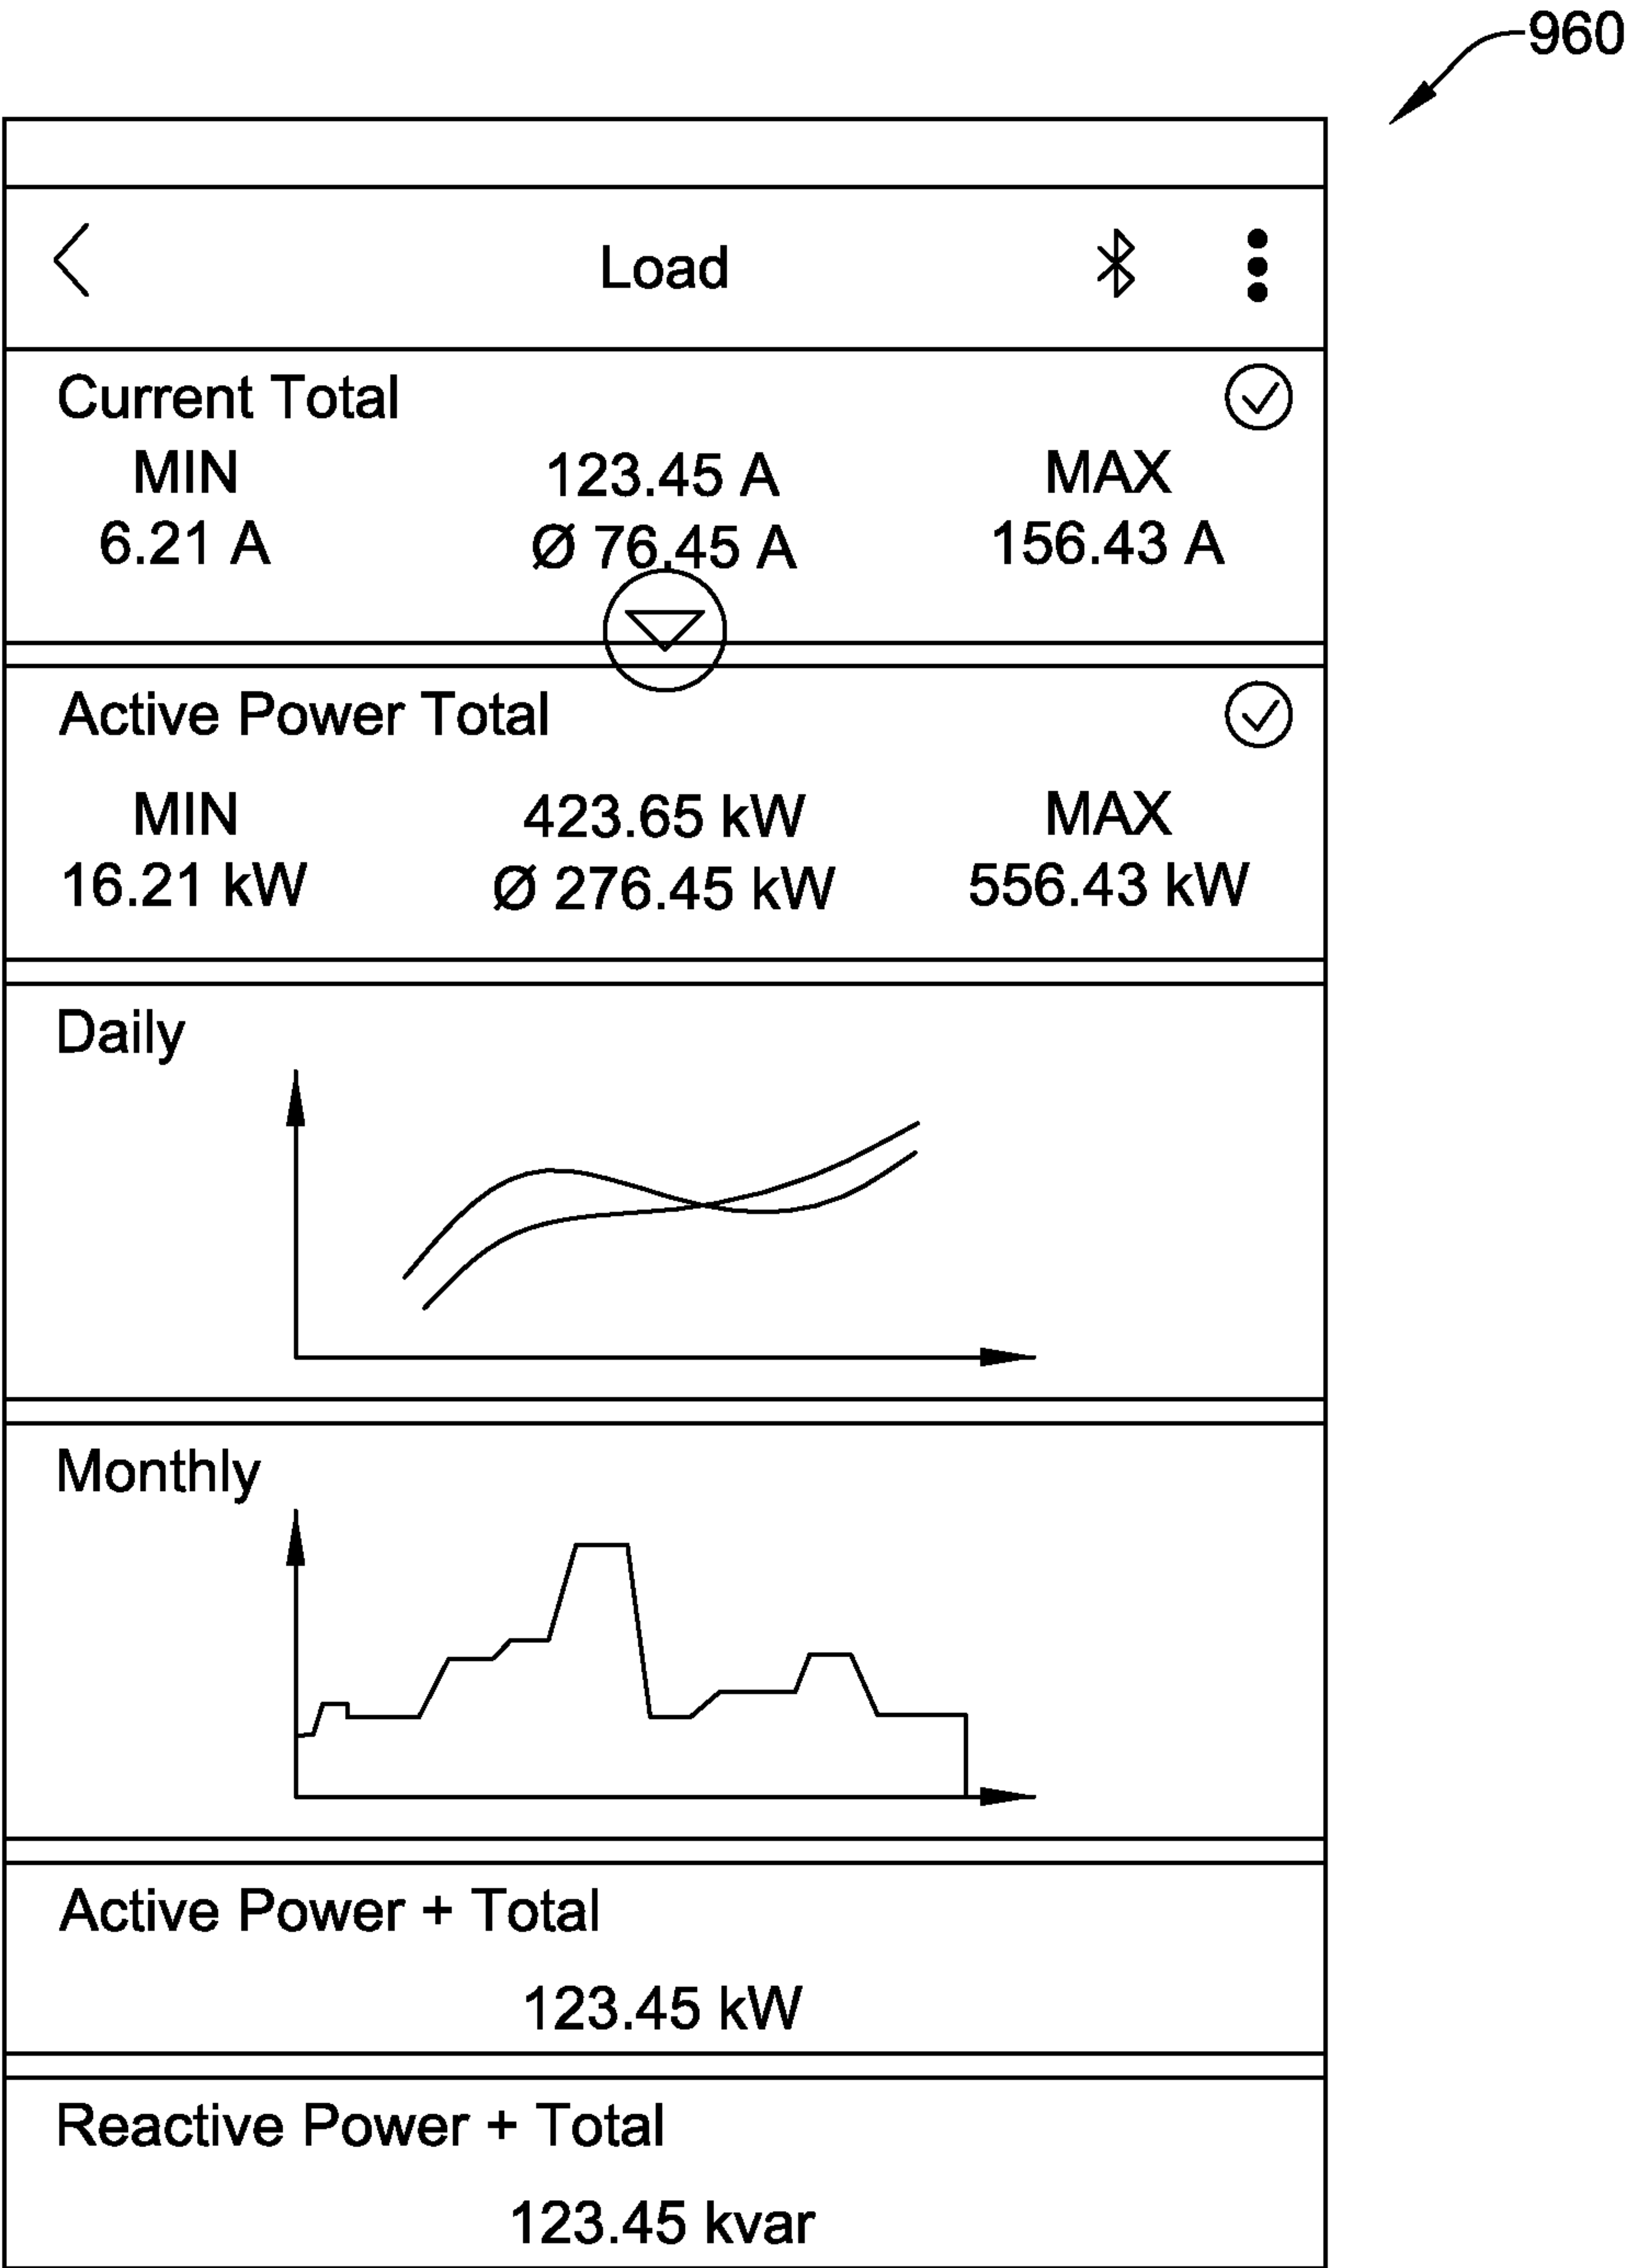 960
Load
Current Total
MIN 123.45 A MAX
6.21 A Ø 76.45 A 156.43 A
Active Power Total
MIN 423.65 kW MAX
16.21 kW Ø 276.45 kW 556.43 kW
Daily
Monthly
Active Power + Total
123.45 kW
Reactive Power + Total
123.45 kvar